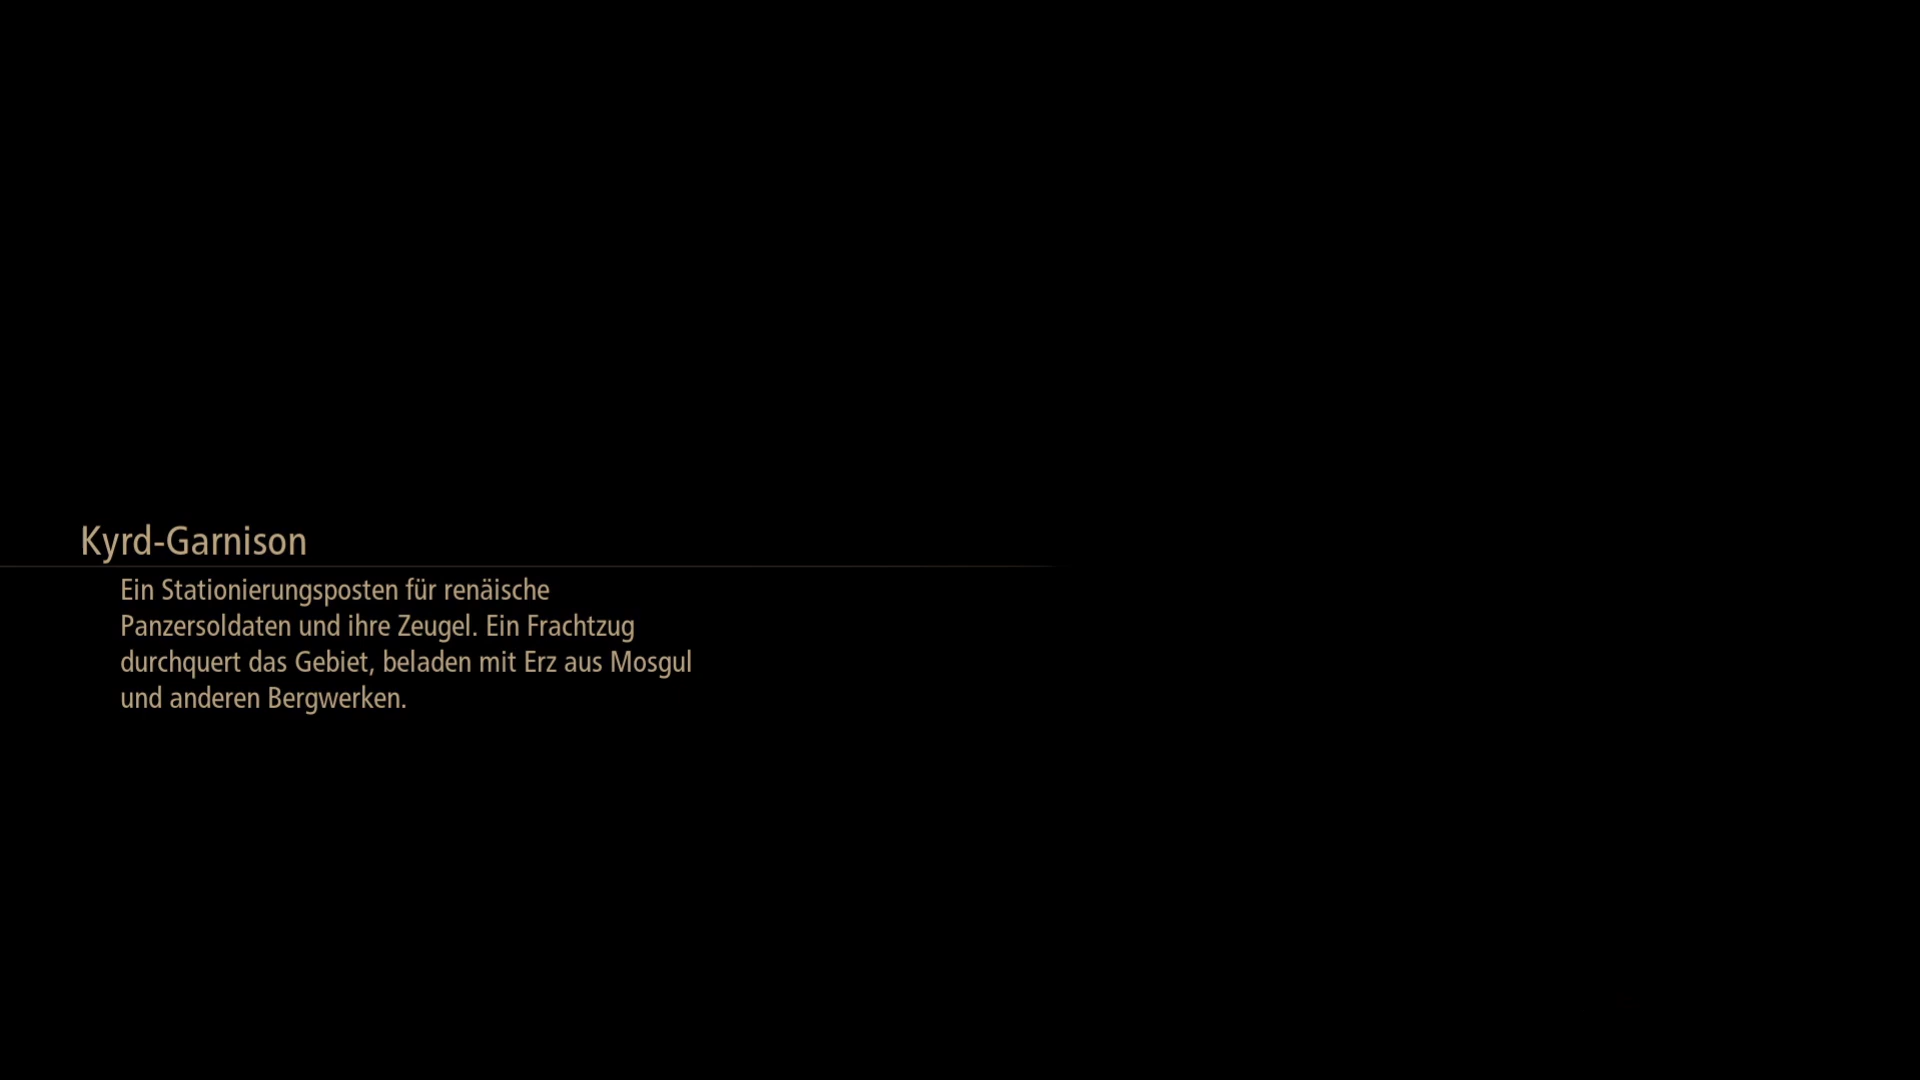 Kyrd-Garnison
Ein Stationierungsposten für renäische
Panzersoldaten und ihre Zeugel. Ein Frachtzug
durchquert das Gebiet, beladen mit Erz aus Mosgul
und anderen Bergwerken.